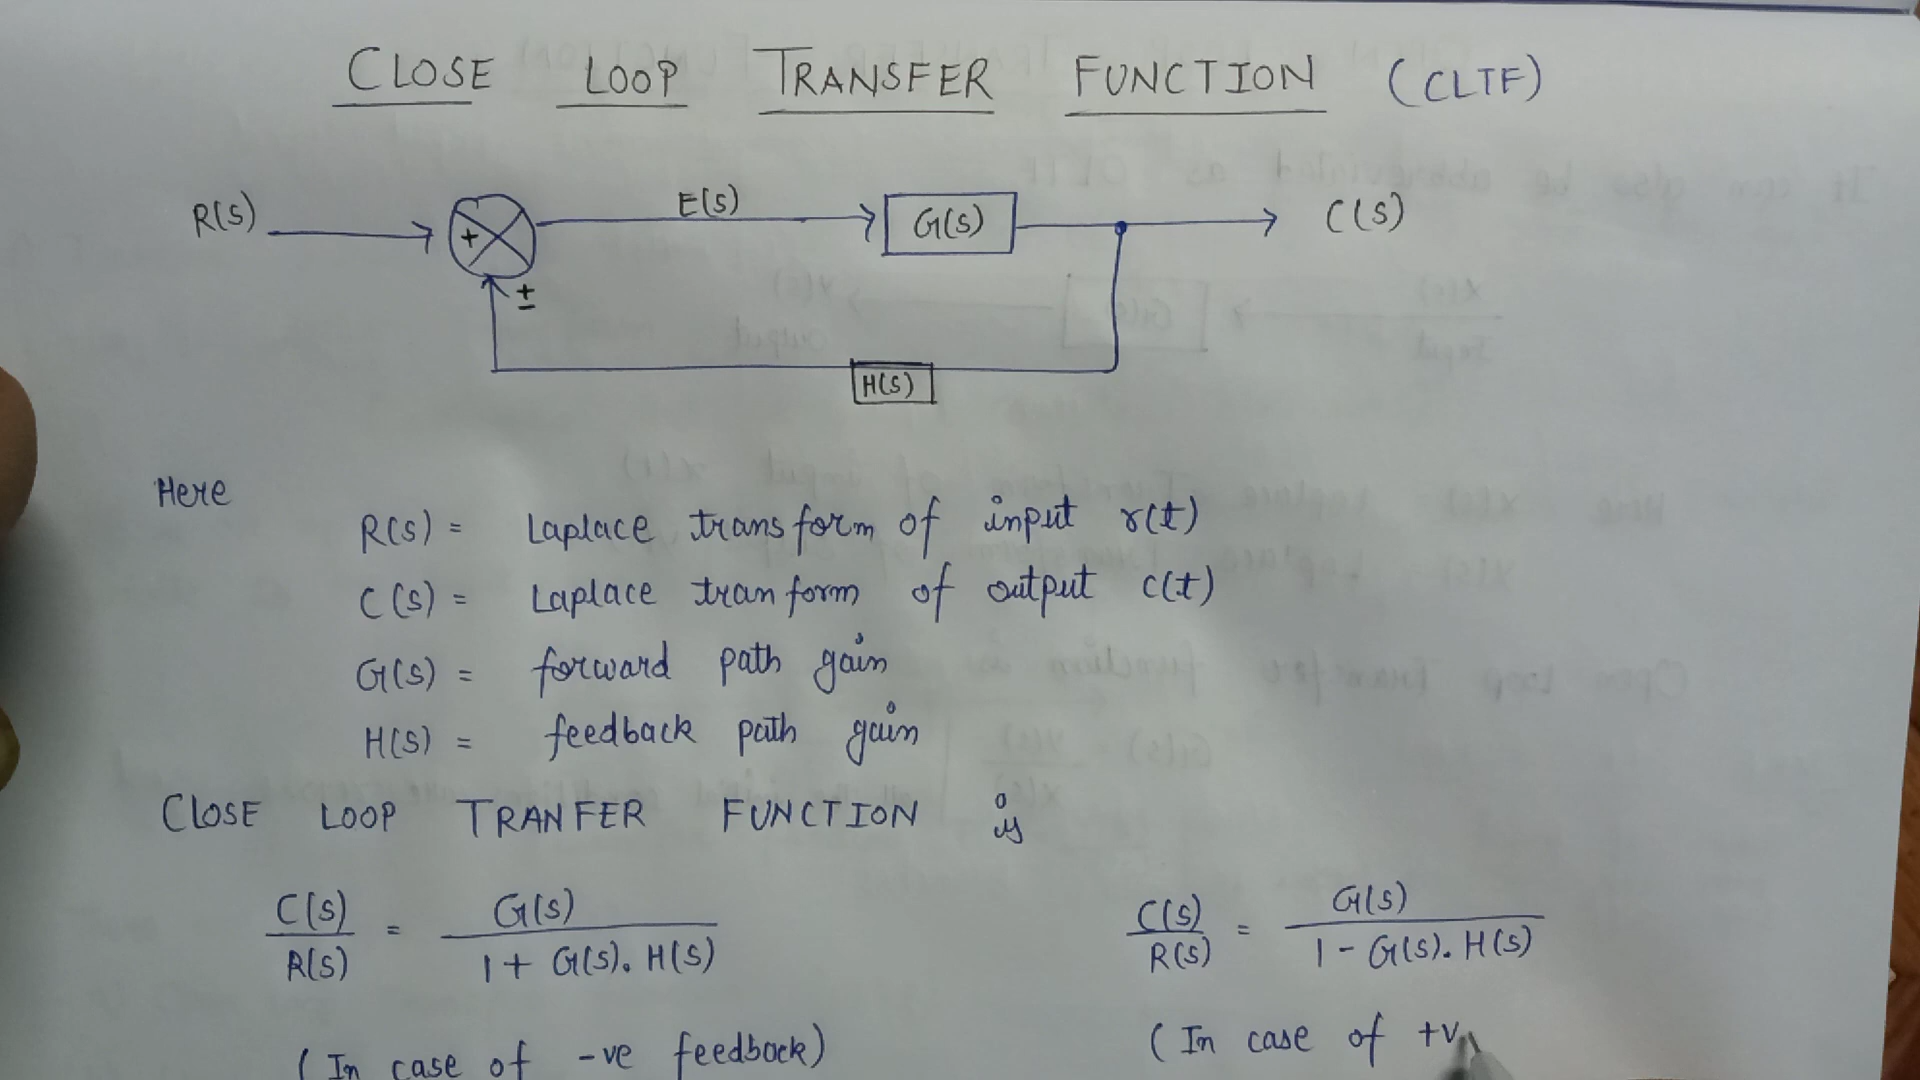 CLOSE LOOP TRANSFER FUNCTION (CLTF)
R(S) E(S) G(S) C(S)
+
±
H(S)
Here
R(S) = Laplace transform of input r(t)
C(S) = Laplace tranform of output c(t)
G(S) = forward path gain
H(S) = feedback path gain
CLOSE LOOP TRANFER FUNCTION is
C(S)/R(S) = G(S)/1 + G(S). H(S) C(S)/R(S) = G(S)/1 - G(S). H(S)
(In case of -ve feedback) (In case of +v